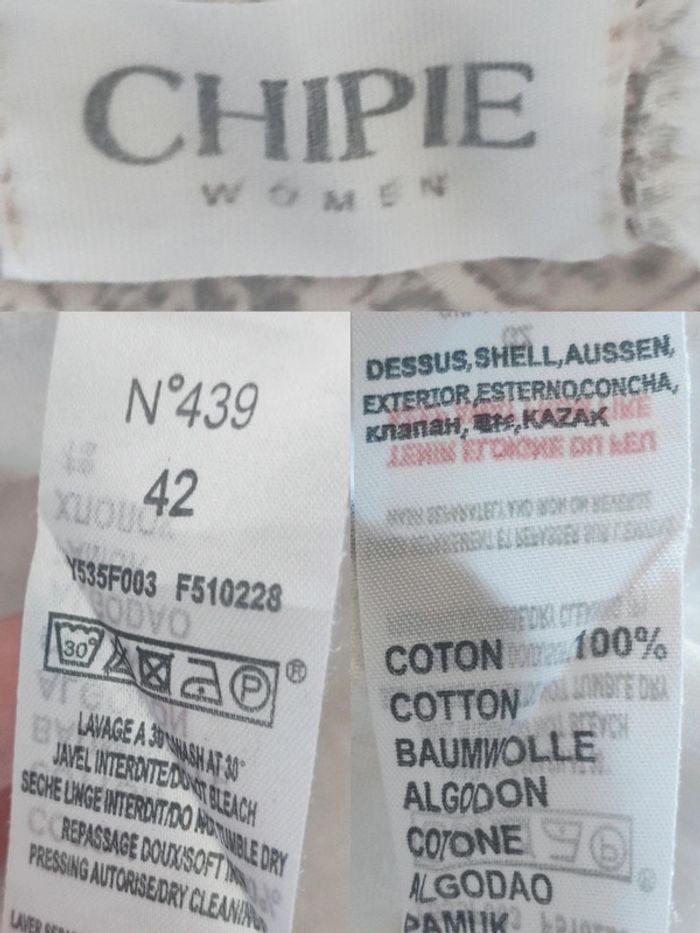 CHIPIE
WOMEN
N°439
42
Y535F003 F510228
30° P ®
LAVAGE A 30°/WASH AT 30°
JAVEL INTERDITE/DO NOT BLEACH
SECHE LINGE INTERDIT/DO NOT TUMBLE DRY
REPASSAGE DOUX/SOFT
PRESSING AUTORISE/DRY CLEANING
DESSUS, SHELL, AUSSEN,
EXTERIOR, ESTERNO, CONCHA,
клапан, KAZAK
COTON 100%
COTTON
BAUMWOLLE
ALGODON
COTONE
ALGODAO
PAMUK